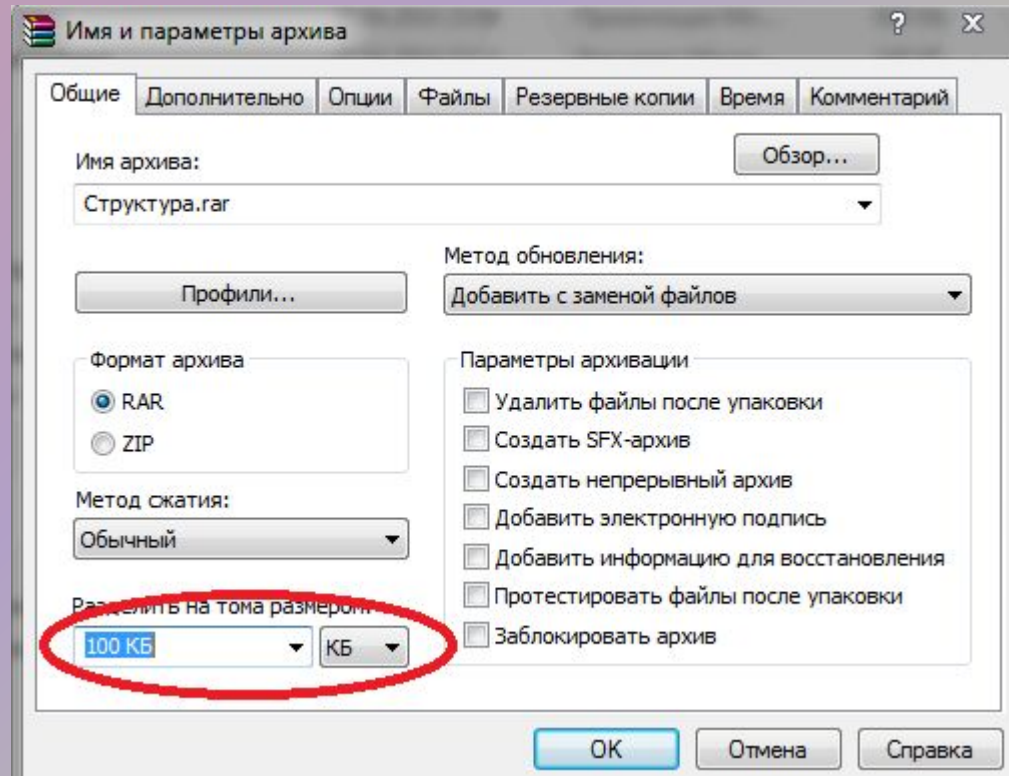 Имя и параметры архива
Общие Дополнительно Опции Файлы Резервные копии Время Комментарий
Имя архива:
Обзор...
Структура.rar
Профили...
Метод обновления:
Добавить с заменой файлов
Формат архива
RAR
ZIP
Метод сжатия:
Обычный
Разделить на тома размером:
100 КБ КБ
Параметры архивации
Удалить файлы после упаковки
Создать SFX-архив
Создать непрерывный архив
Добавить электронную подпись
Добавить информацию для восстановления
Протестировать файлы после упаковки
Заблокировать архив
ОК Отмена Справка